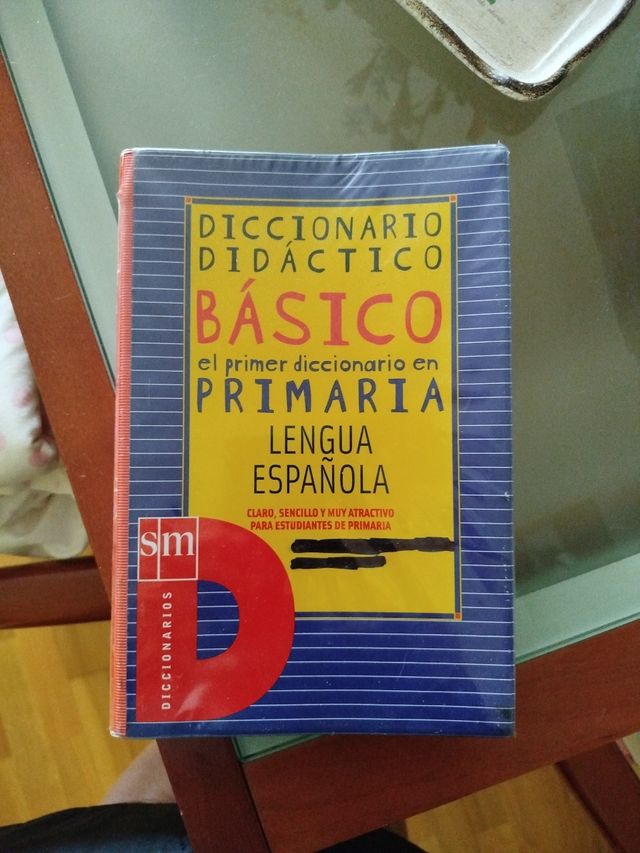 DICCIONARIO
DIDÁCTICO
BÁSICO
el primer diccionario en
PRIMARIA
LENGUA
ESPAÑOLA
CLARO, SENCILLO Y MUY ATRACTIVO
PARA ESTUDIANTES DE PRIMARIA
sm
D
DICCIONARIOS